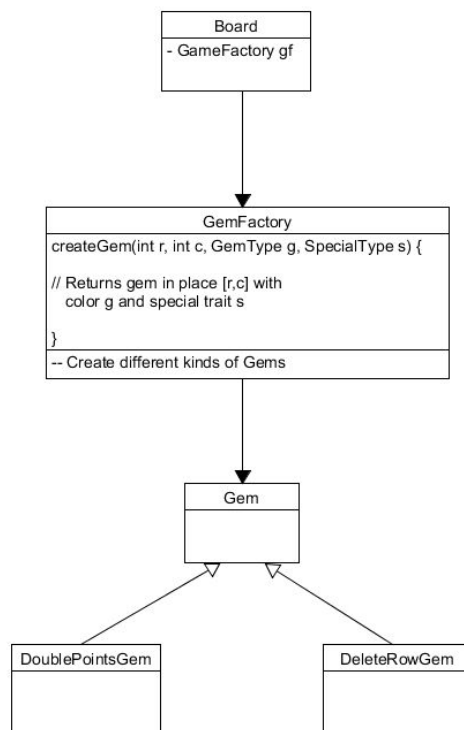 Board
- GameFactory gf
GemFactory
createGem(int r, int c, GemType g, SpecialType s) {
// Returns gem in place [r,c] with
color g and special trait s
}
-- Create different kinds of Gems
Gem
DoublePointsGem
DeleteRowGem